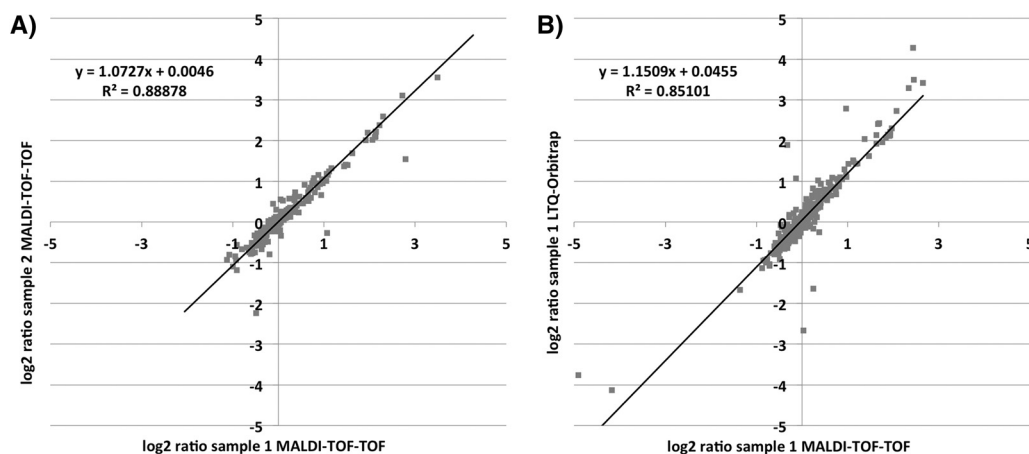 A)
y = 1.0727x + 0.0046
R² = 0.88878
log2 ratio sample 2 MALDI-TOF-TOF
5
4
3
2
1
0
-1
-2
-3
-4
-5
-5 -3 -1 1 3 5
log2 ratio sample 1 MALDI-TOF-TOF
B)
y = 1.1509x + 0.0455
R² = 0.85101
log2 ratio sample 1 LTQ-Orbitrap
5
4
3
2
1
0
-1
-2
-3
-4
-5
-5 -3 -1 1 3 5
log2 ratio sample 1 MALDI-TOF-TOF